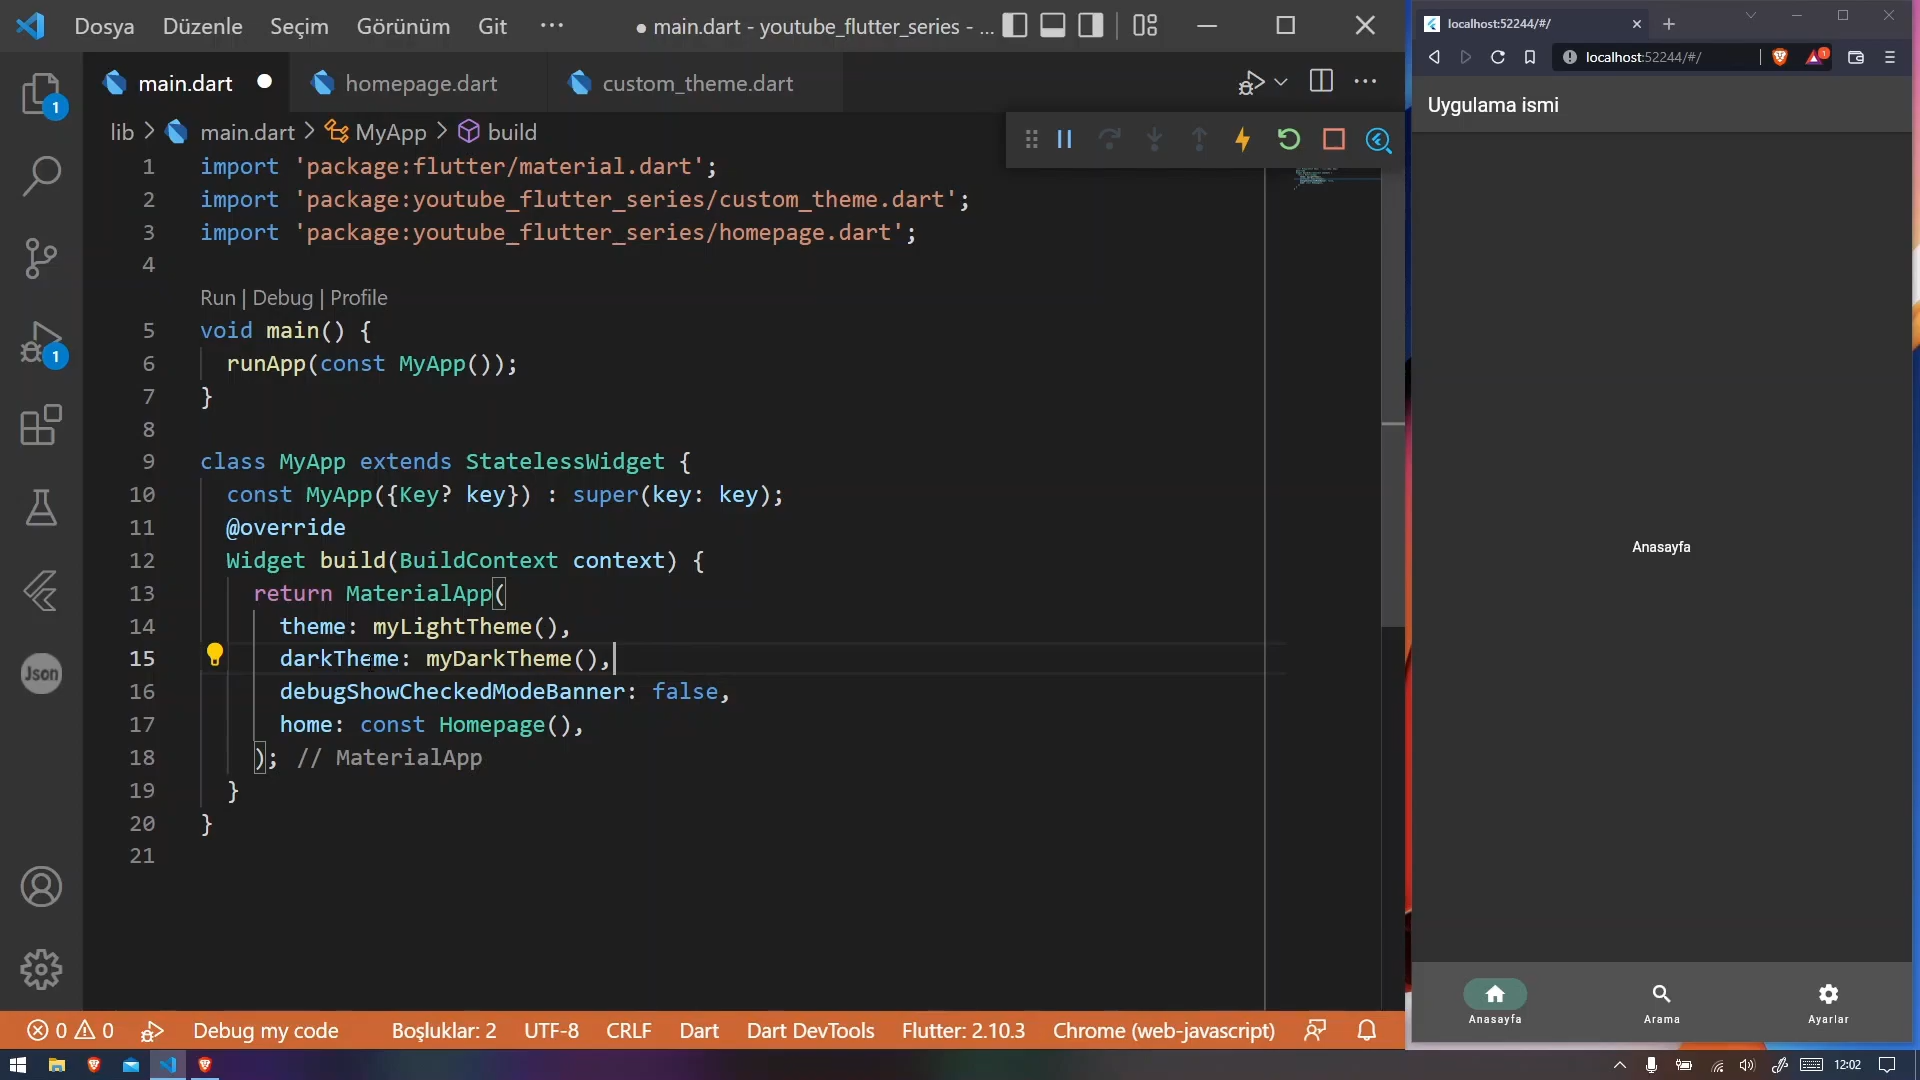 Dosya Düzenle Seçim Görünüm Git ··· ● main.dart - youtube_flutter_series - ...
main.dart homepage.dart custom_theme.dart
lib > main.dart > MyApp > build
1 import 'package:flutter/material.dart';
2 import 'package:youtube_flutter_series/custom_theme.dart';
3 import 'package:youtube_flutter_series/homepage.dart';
4
Run | Debug | Profile
5 void main() {
6 runApp(const MyApp());
7 }
8
9 class MyApp extends StatelessWidget {
10 const MyApp({Key? key}) : super(key: key);
11 @override
12 Widget build(BuildContext context) {
13 return MaterialApp(
14 theme: myLightTheme(),
15 darkTheme: myDarkTheme(),
16 debugShowCheckedModeBanner: false,
17 home: const Homepage(),
18 ); // MaterialApp
19 }
20 }
21
1
1
Json
0 0 Debug my code Boşluklar: 2 UTF-8 CRLF Dart Dart DevTools Flutter: 2.10.3 Chrome (web-javascript)
localhost:52244/#/
localhost:52244/#/
1
Uygulama ismi
Anasayfa
Anasayfa Arama Ayarlar
12:02